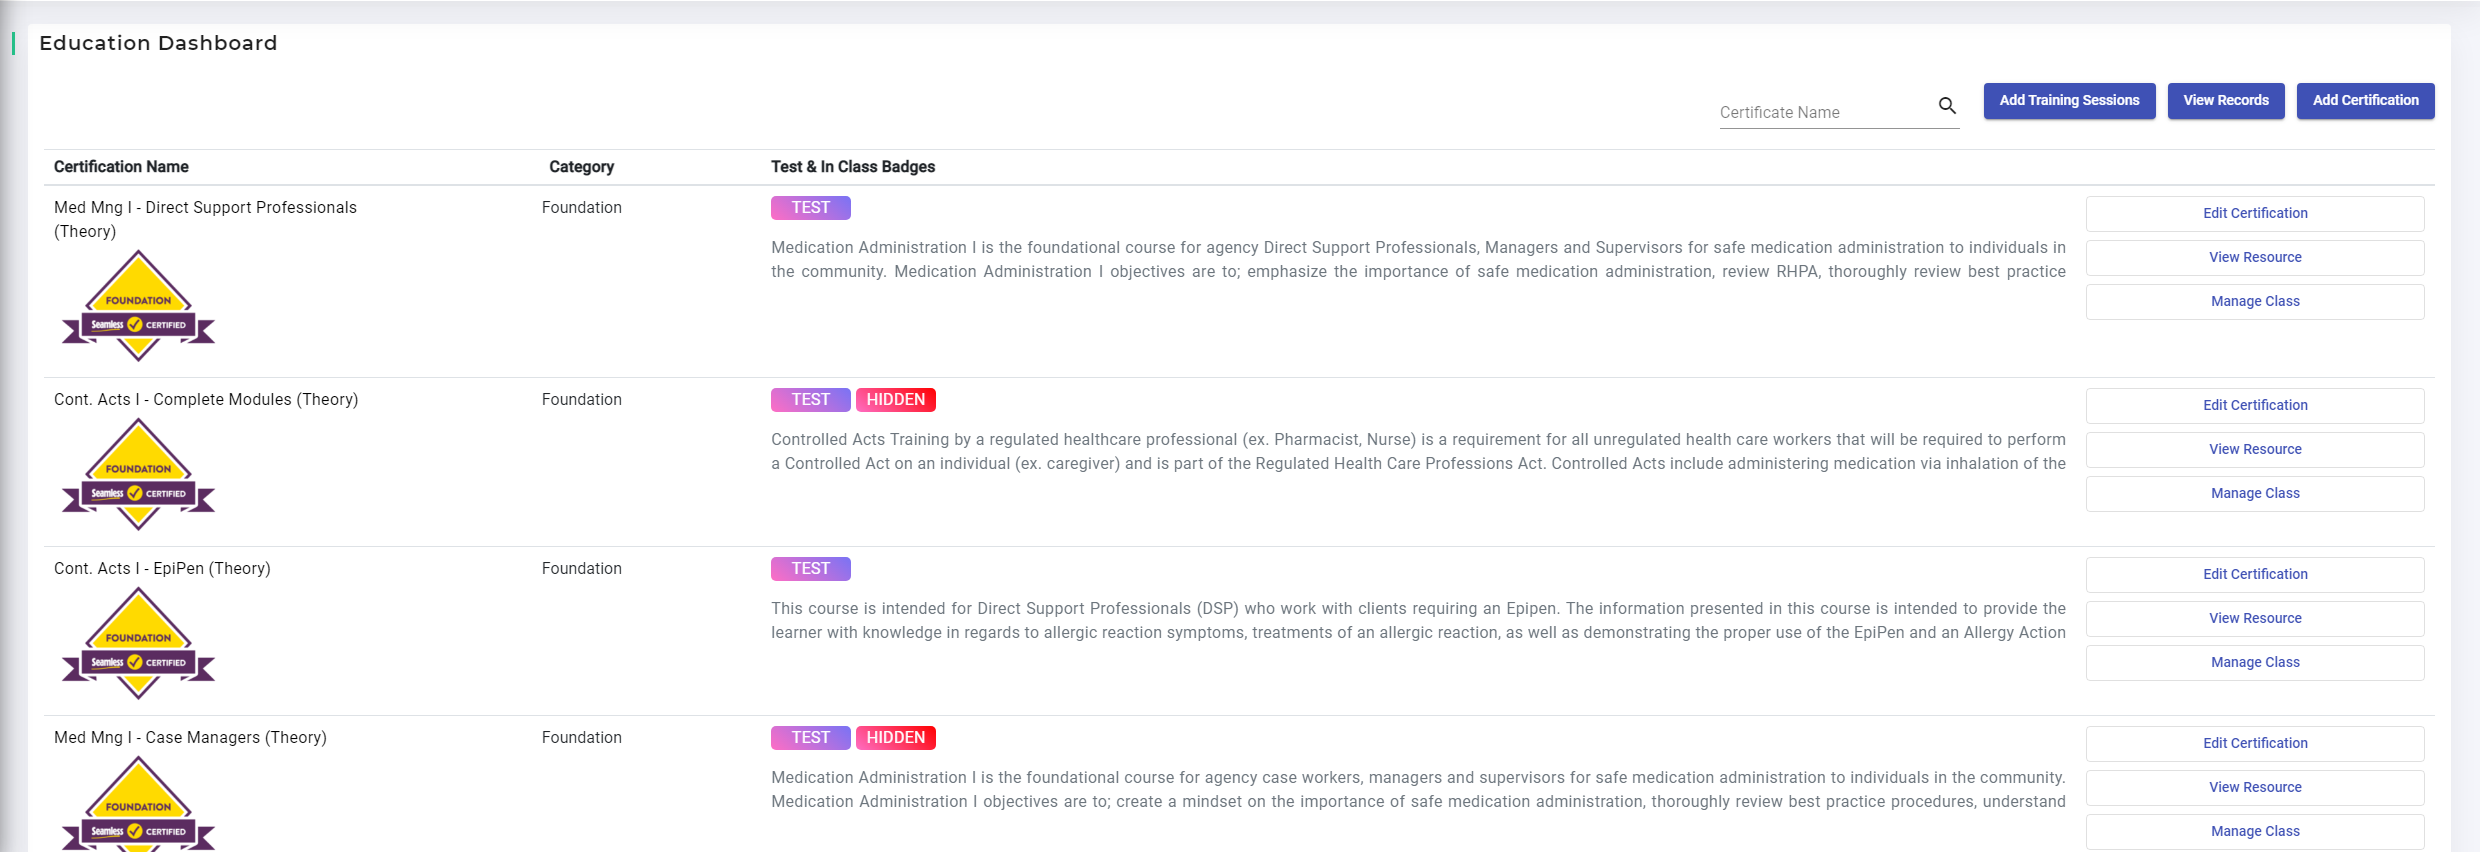 Education Dashboard
Certificate Name
Add Training Sessions
View Records
Add Certification
Certification Name
Category
Test & In Class Badges
Med Mng I - Direct Support Professionals
(Theory)
FOUNDATION
Seamless CERTIFIED
Foundation
TEST
Medication Administration I is the foundational course for agency Direct Support Professionals, Managers and Supervisors for safe medication administration to individuals in
the community. Medication Administration I objectives are to; emphasize the importance of safe medication administration, review RHPA, thoroughly review best practice
Edit Certification
View Resource
Manage Class
Cont. Acts I - Complete Modules (Theory)
FOUNDATION
Seamless CERTIFIED
Foundation
TEST HIDDEN
Controlled Acts Training by a regulated healthcare professional (ex. Pharmacist, Nurse) is a requirement for all unregulated health care workers that will be required to perform
a Controlled Act on an individual (ex. caregiver) and is part of the Regulated Health Care Professions Act. Controlled Acts include administering medication via inhalation of the
Edit Certification
View Resource
Manage Class
Cont. Acts I - EpiPen (Theory)
FOUNDATION
Seamless CERTIFIED
Foundation
TEST
This course is intended for Direct Support Professionals (DSP) who work with clients requiring an Epipen. The information presented in this course is intended to provide the
learner with knowledge in regards to allergic reaction symptoms, treatments of an allergic reaction, as well as demonstrating the proper use of the EpiPen and an Allergy Action
Edit Certification
View Resource
Manage Class
Med Mng I - Case Managers (Theory)
FOUNDATION
Seamless CERTIFIED
Foundation
TEST HIDDEN
Medication Administration I is the foundational course for agency case workers, managers and supervisors for safe medication administration to individuals in the community.
Medication Administration I objectives are to; create a mindset on the importance of safe medication administration, thoroughly review best practice procedures, understand
Edit Certification
View Resource
Manage Class